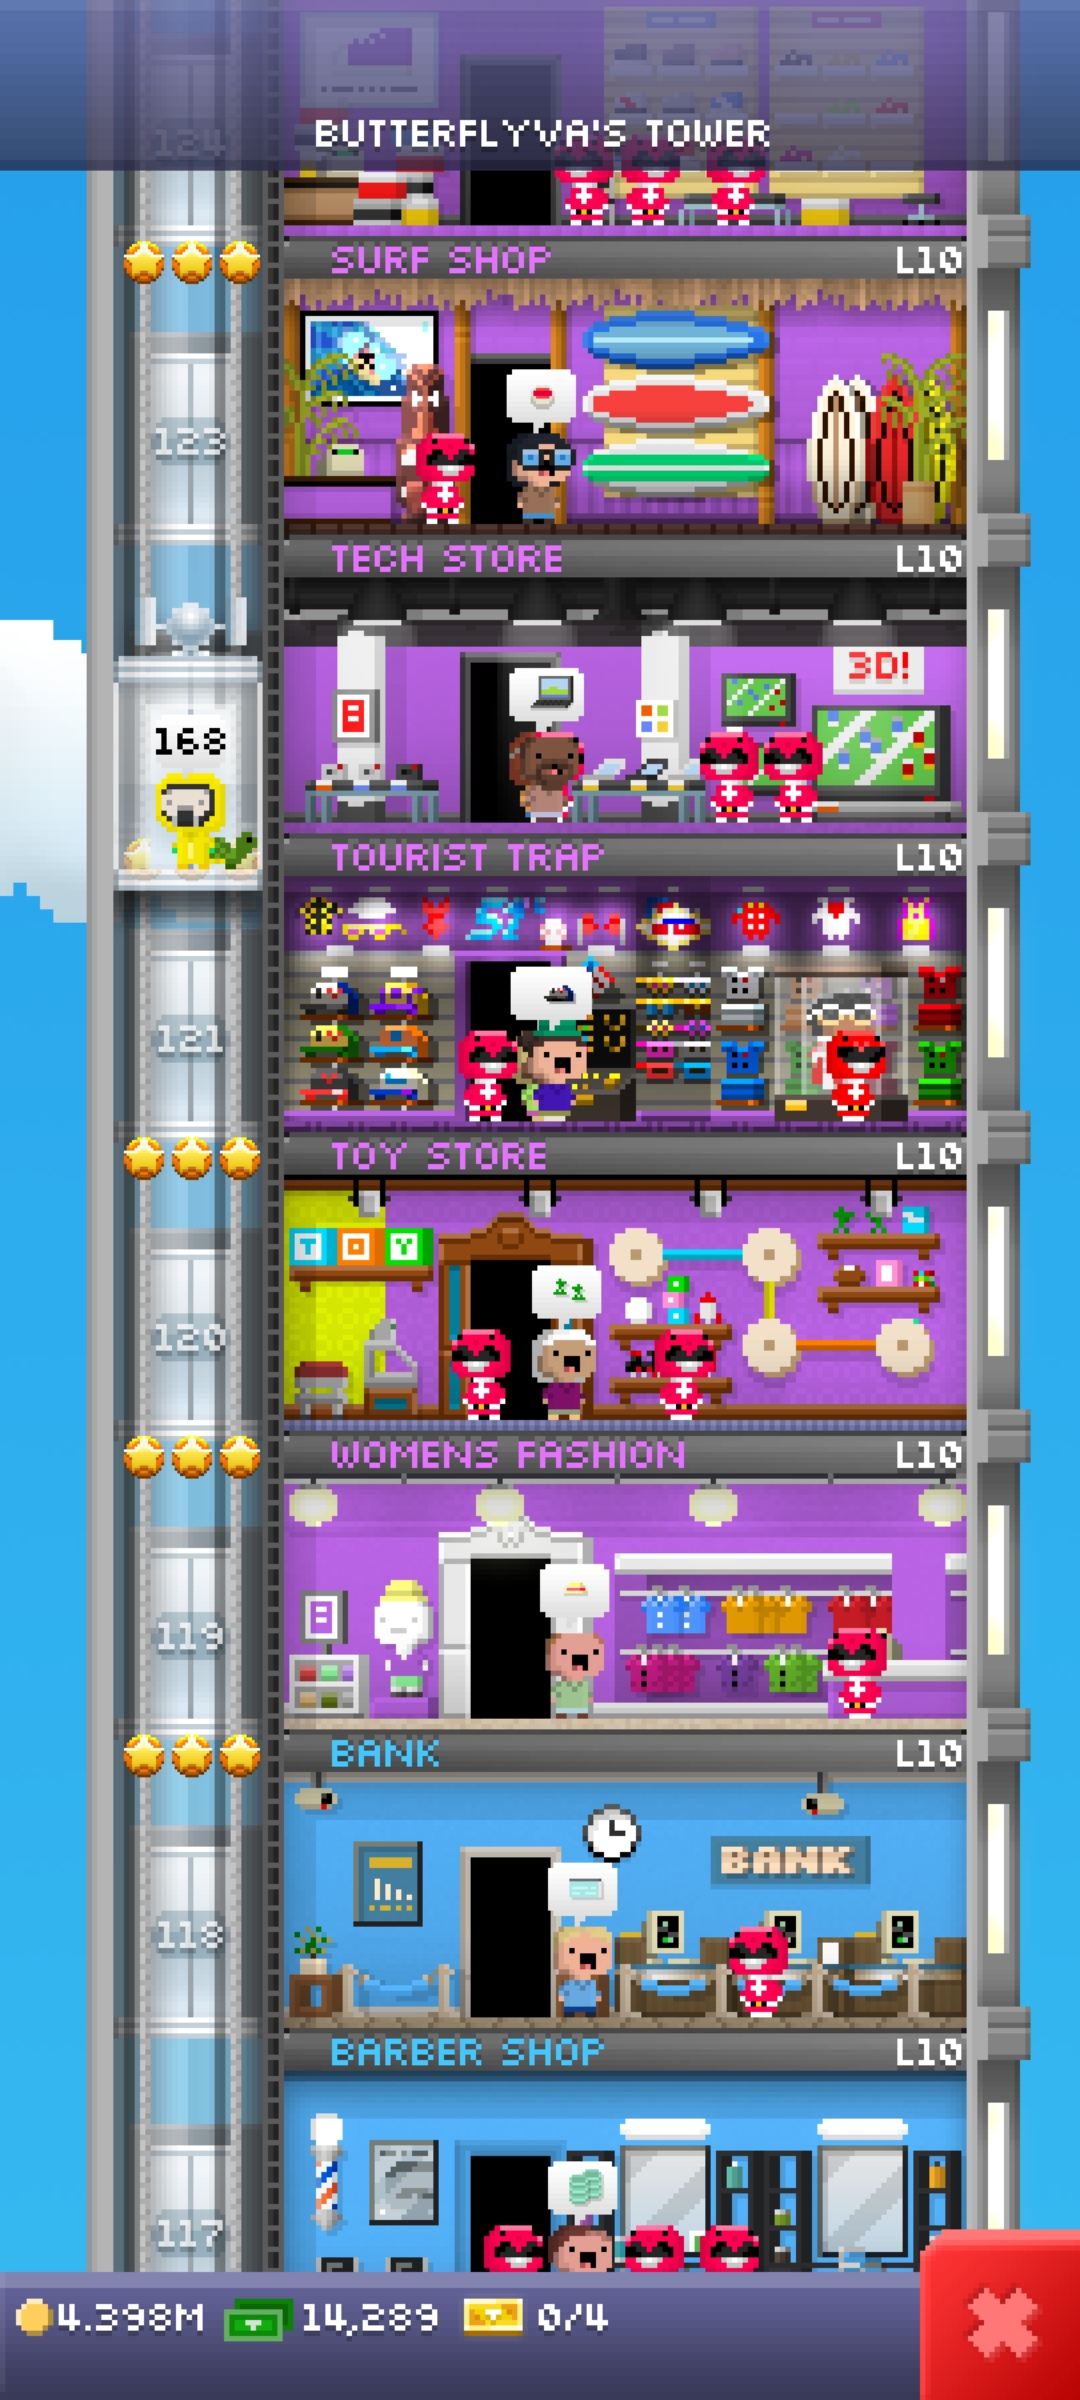 124
BUTTERFLYVA'S TOWER
SURF SHOP L10
123
TECH STORE L10
3D!
8
168
TOURIST TRAP L10
121
TOY STORE L10
TOY
120
WOMENS FASHION L10
8
119
BANK L10
BANK
118
BARBER SHOP L10
117
4.398M 14,289 0/4